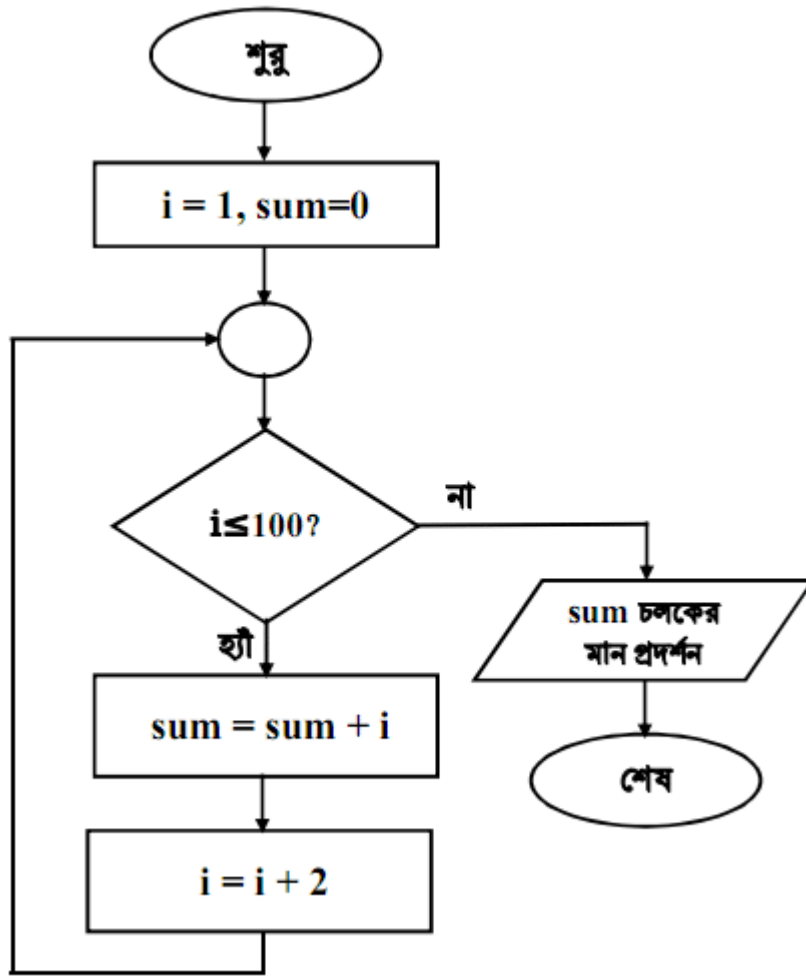 শুরু
i = 1, sum=0
i≤100?
না
হ্যাঁ
sum চলকের
মান প্রদর্শন
sum = sum + i
শেষ
i = i + 2